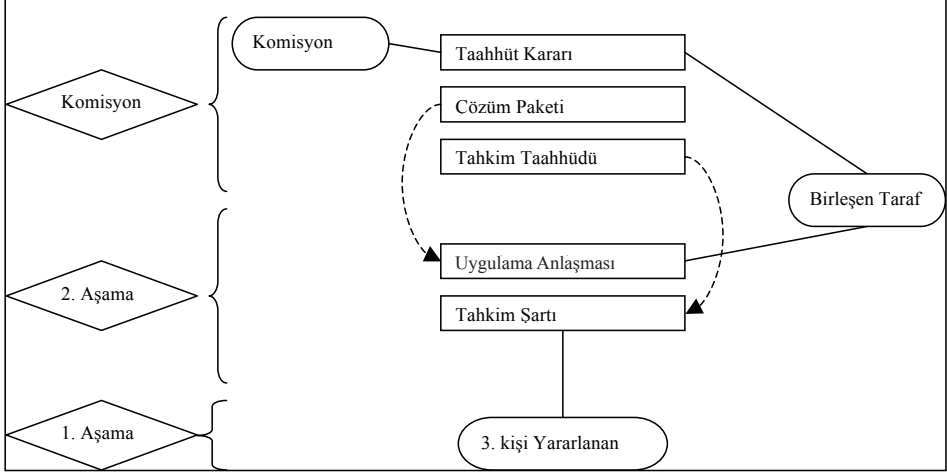 Komisyon
Taahhüt Kararı
Komisyon
Cözüm Paketi
Tahkim Taahhüdü
Birleşen Taraf
Uygulama Anlaşması
2. Aşama
Tahkim Şartı
1. Aşama
3. kişi Yararlanan